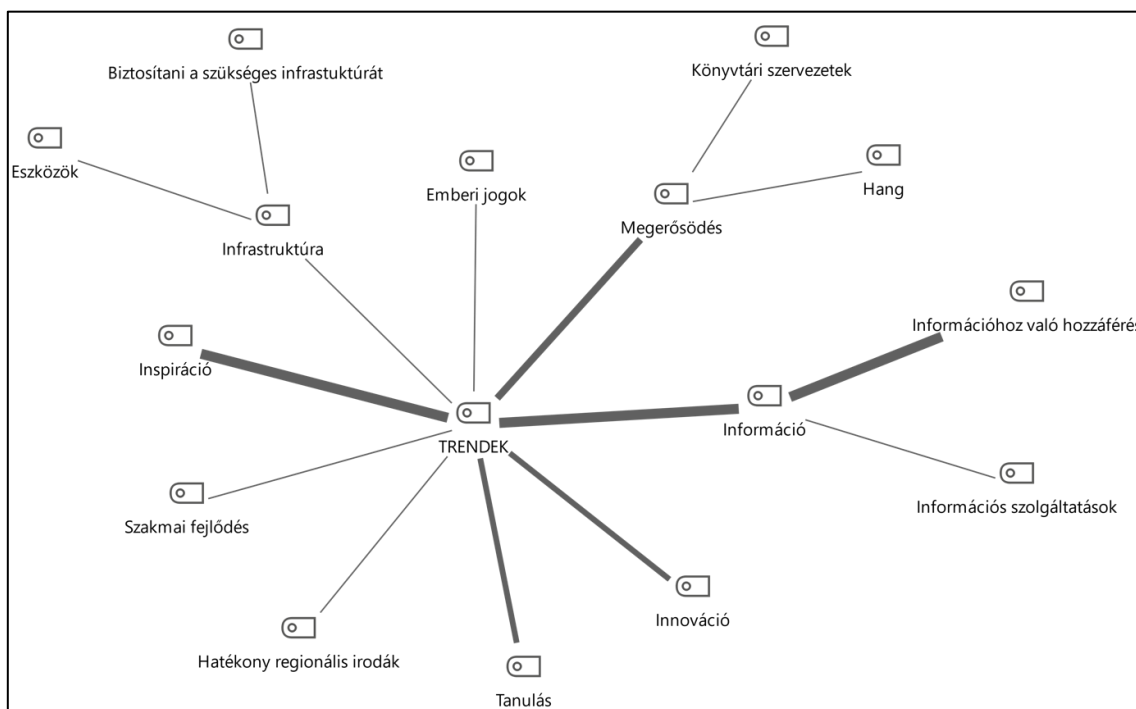 Biztosítani a szükséges infrastuktúrát
Könyvtári szervezetek
Eszközök
Emberi jogok
Hang
Infrastruktúra
Megerősödés
Információhoz való hozzáférés
Inspiráció
Információ
TRENDEK
Szakmai fejlődés
Információs szolgáltatások
Innováció
Hatékony regionális irodák
Tanulás